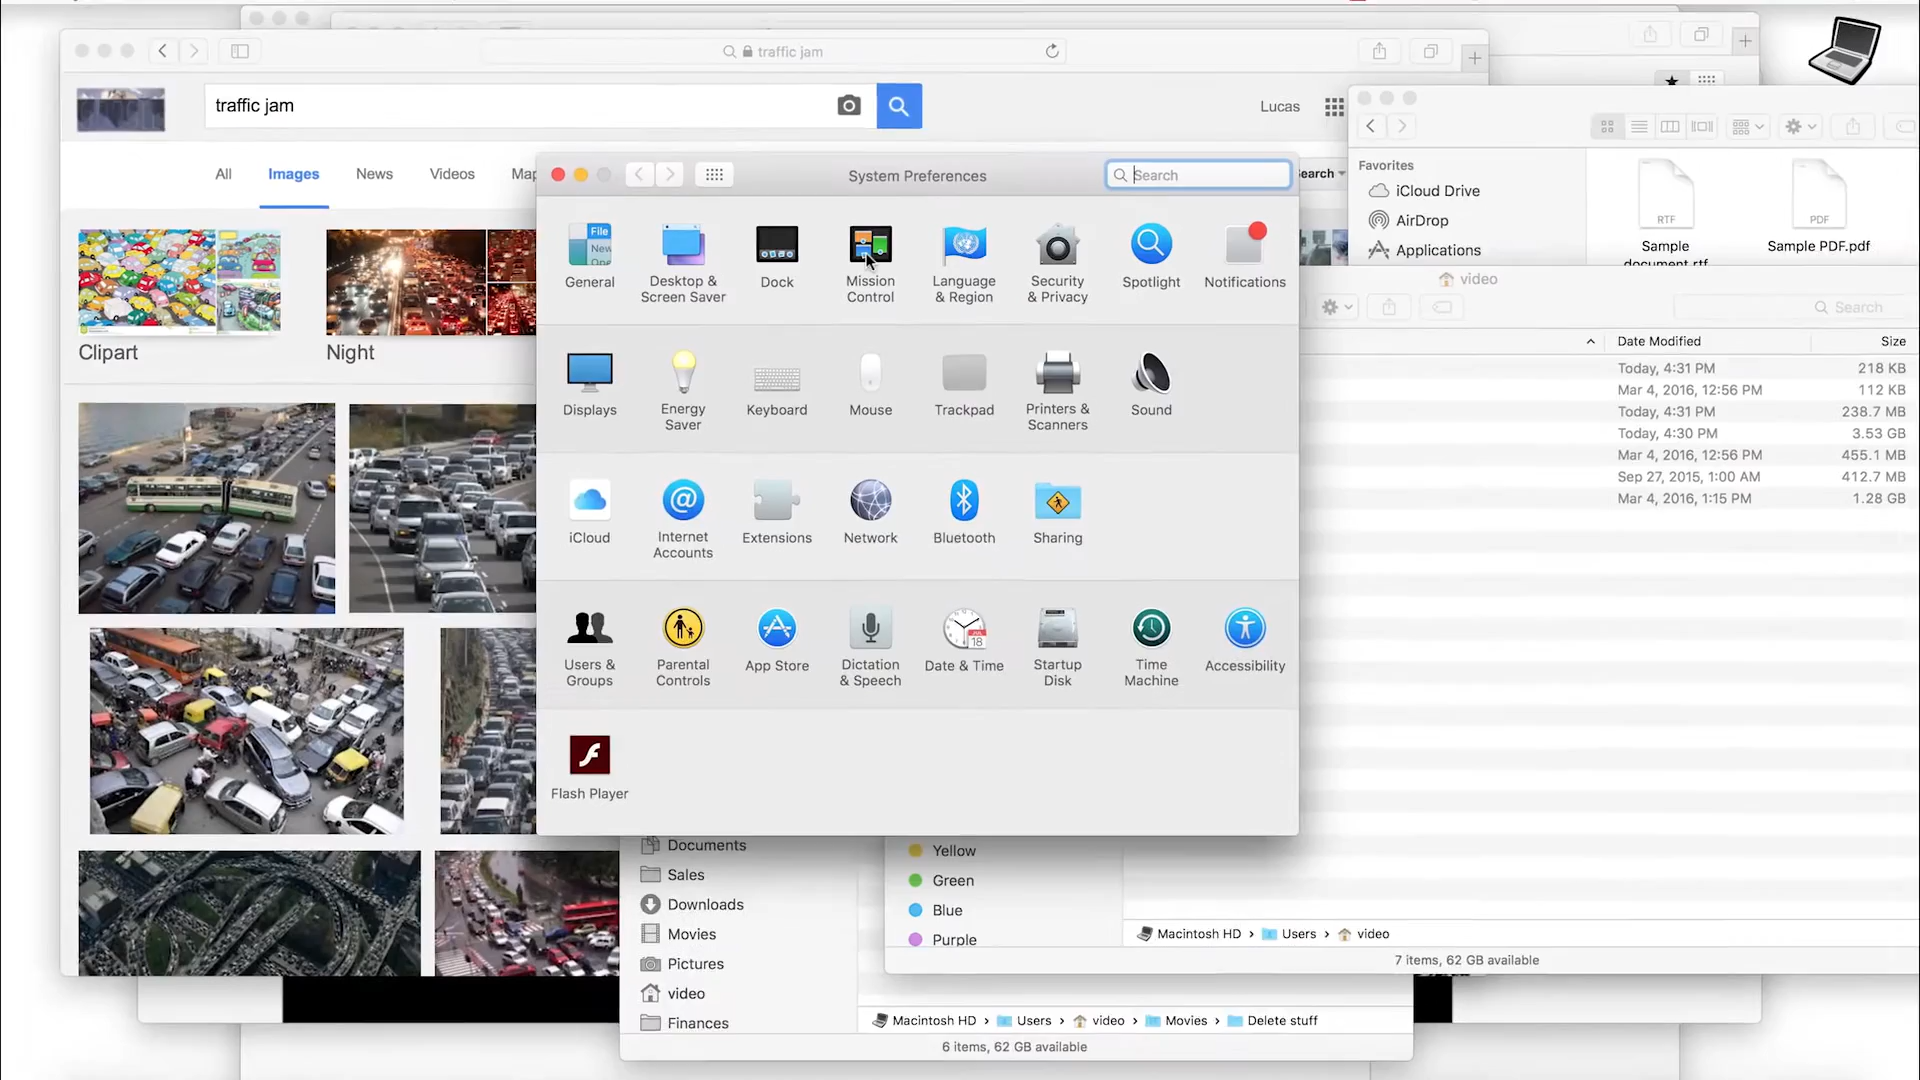 traffic jam
traffic jam
Lucas
All
Images
News
Videos
Map
earch
System Preferences
Search
File
New
Ope
General
Desktop &
Screen Saver
Dock
Mission
Control
Language
& Region
Security
& Privacy
Spotlight
Notifications
Displays
Energy
Saver
Keyboard
Mouse
Trackpad
Printers &
Scanners
Sound
iCloud
Internet
Accounts
Extensions
Network
Bluetooth
Sharing
Users &
Groups
Parental
Controls
App Store
Dictation
& Speech
JUL
18
Date & Time
Startup
Disk
Time
Machine
Accessibility
Flash Player
Clipart
Night
Favorites
iCloud Drive
AirDrop
Applications
RTF
Sample
document.rtf
PDF
Sample PDF.pdf
video
Search
Date Modified
Size
Today, 4:31 PM 218 KB
Mar 4, 2016, 12:56 PM 112 KB
Today, 4:31 PM 238.7 MB
Today, 4:30 PM 3.53 GB
Mar 4, 2016, 12:56 PM 455.1 MB
Sep 27, 2015, 1:00 AM 412.7 MB
Mar 4, 2016, 1:15 PM 1.28 GB
Documents
Sales
Downloads
Movies
Pictures
video
Finances
Yellow
Green
Blue
Purple
Macintosh HD › Users › video
7 items, 62 GB available
Macintosh HD › Users › video › Movies › Delete stuff
6 items, 62 GB available